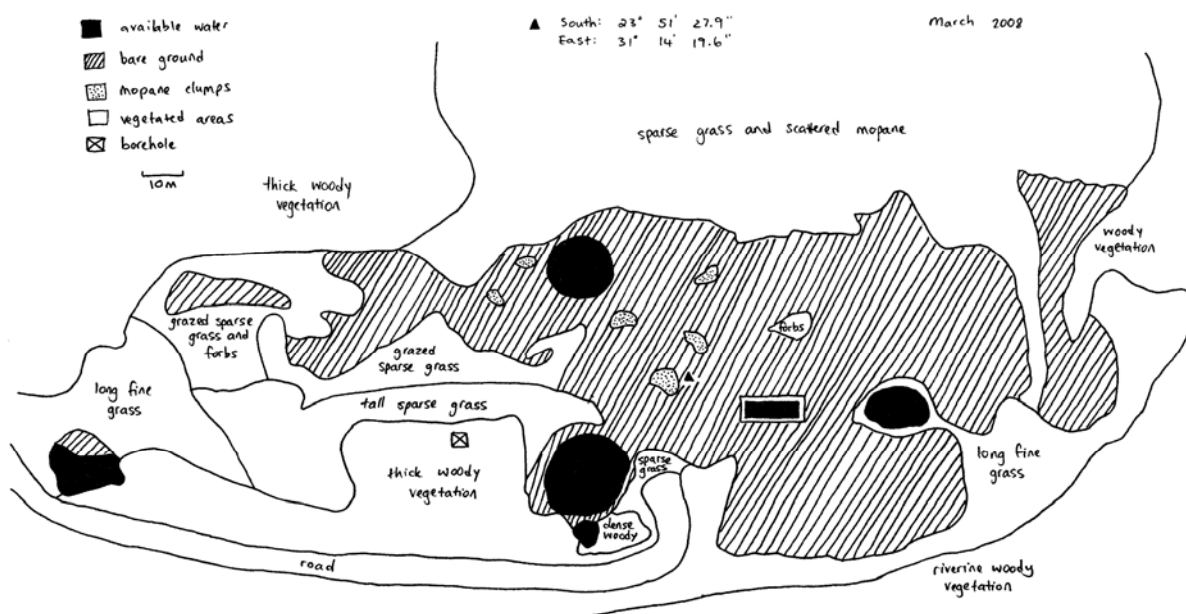 available water
bare ground
mopane clumps
vegetated areas
borehole
10m
South: 23° 51' 27.9"
East: 31° 14' 19.6"
March 2008
sparse grass and scattered mopane
thick woody
vegetation
woody
vegetation
grazed sparse
grass and
forbs
grazed
sparse grass
forbs
long fine
grass
tall sparse grass
thick woody
vegetation
sparse
grass
long fine
grass
dense
woody
road
riverine woody
vegetation